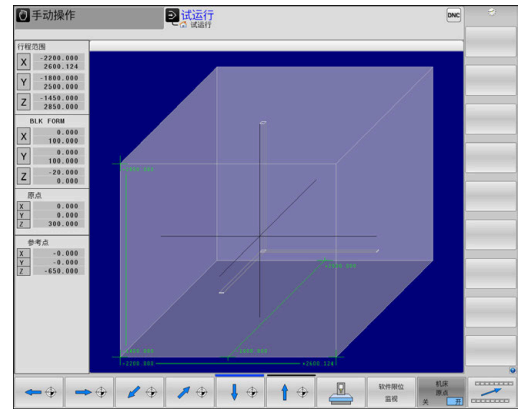 手动操作
试运行
试运行
DNC
行程范围
X -2200.000
2600.124
Y -1800.000
2500.000
Z -1450.000
2850.000
BLK FORM
X 0.000
100.000
Y 0.000
100.000
Z -20.000
0.000
原点
X 0.000
Y 0.000
Z 300.000
参考点
X -0.000
Y -0.000
Z -650.000
-2200.000
+2600.124
软件限位
监视
机床
原点
关 开